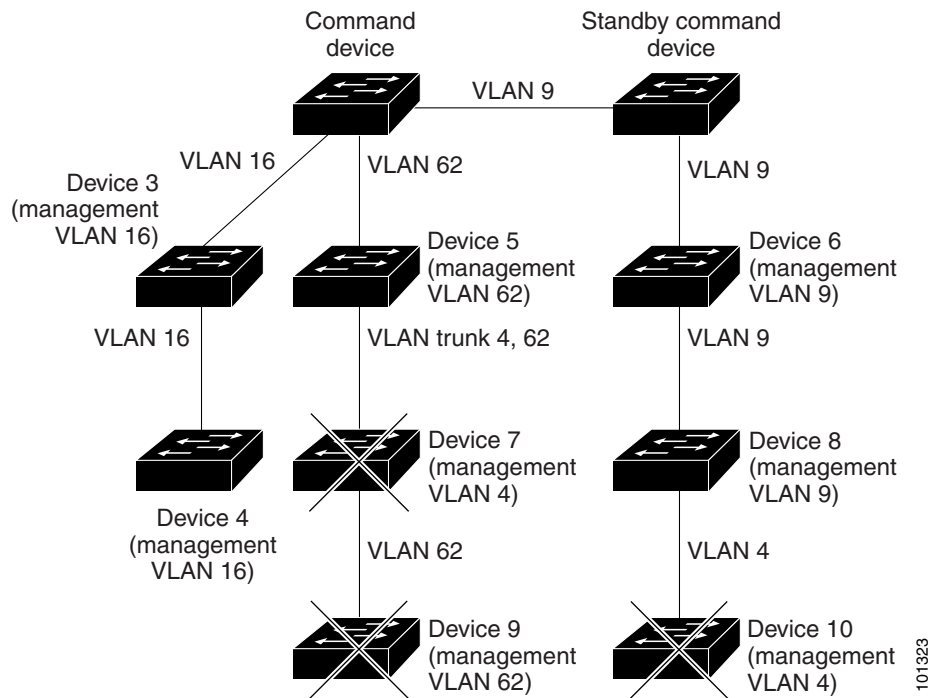 Command
device
Standby command
device
VLAN 9
VLAN 16
VLAN 62
VLAN 9
Device 3
(management
VLAN 16)
Device 5
(management
VLAN 62)
Device 6
(management
VLAN 9)
VLAN 16
VLAN trunk 4, 62
VLAN 9
Device 7
(management
VLAN 4)
Device 8
(management
VLAN 9)
Device 4
(management
VLAN 16)
VLAN 62
VLAN 4
Device 9
(management
VLAN 62)
Device 10
(management
VLAN 4)
101323